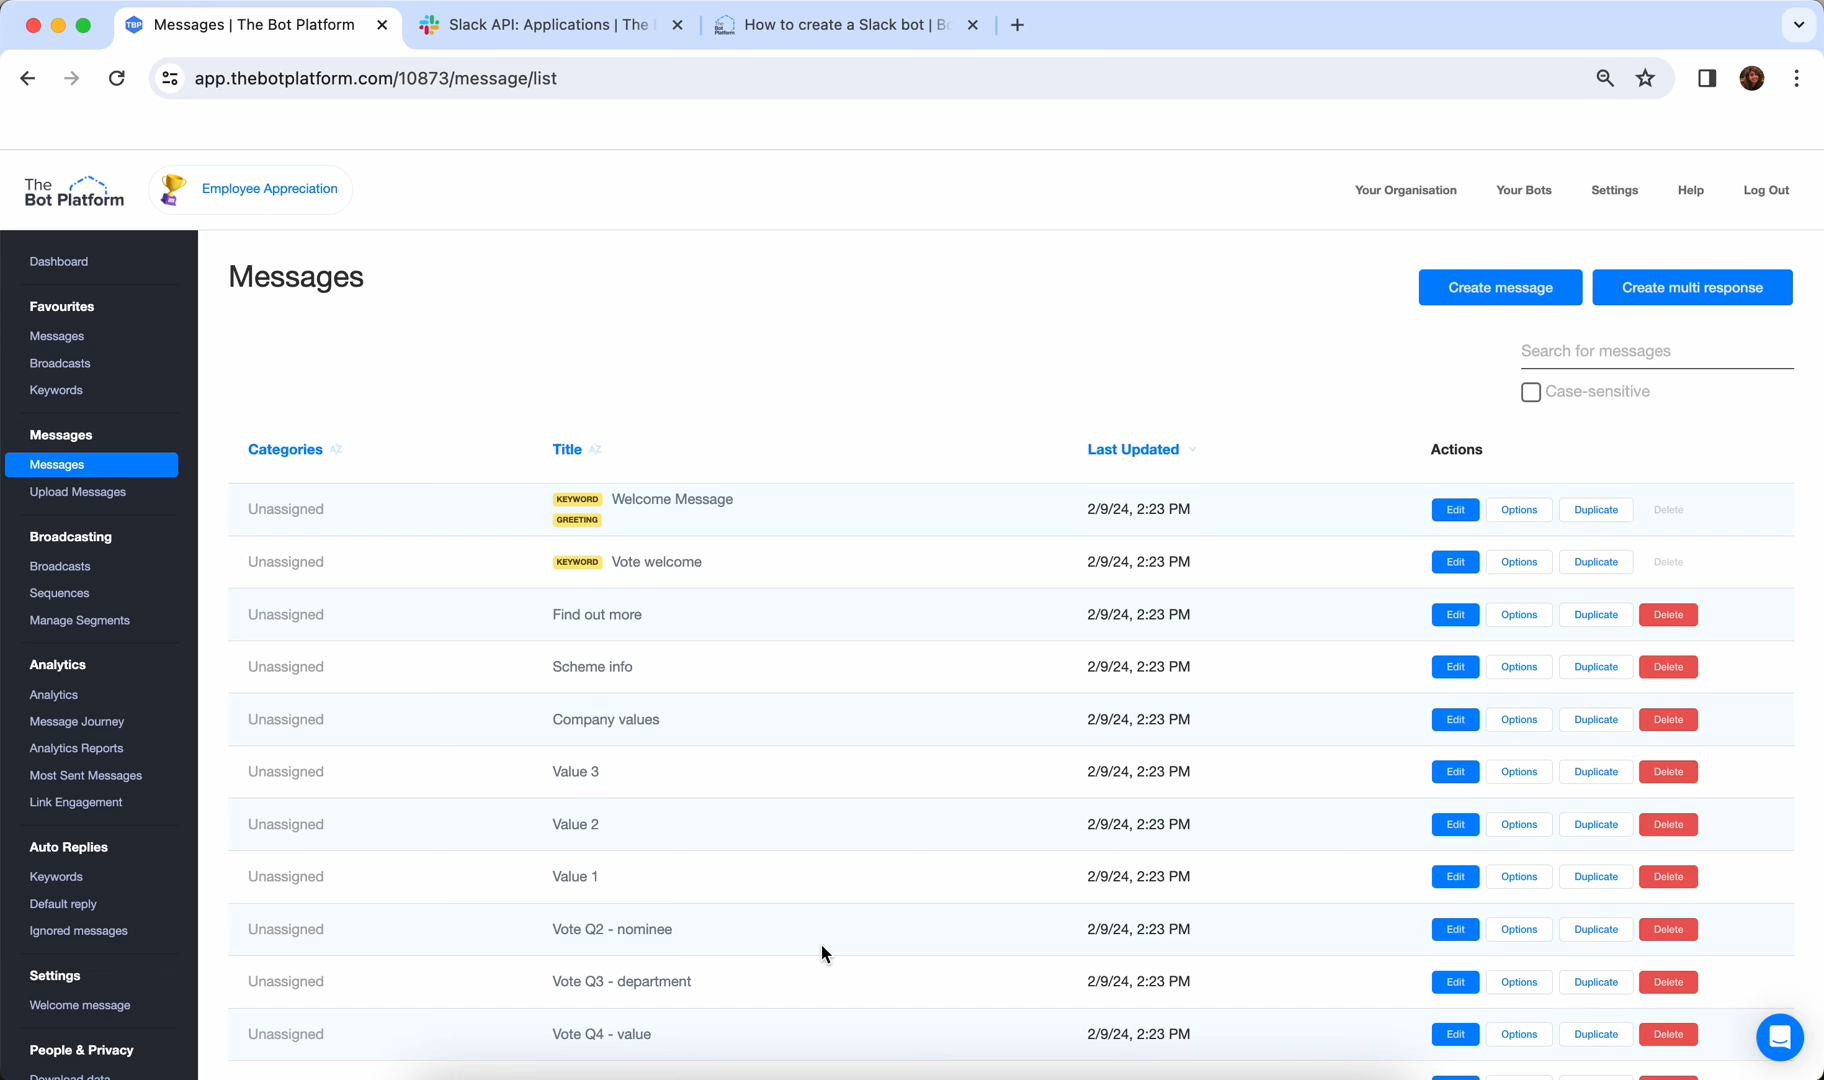 Messages | The Bot Platform
Slack API: Applications | The
How to create a Slack bot | B
app.thebotplatform.com/10873/message/list
The
Bot Platform
Employee Appreciation
Your Organisation
Your Bots
Settings
Help
Log Out
Dashboard
Favourites
Messages
Broadcasts
Keywords
Messages
Messages
Upload Messages
Broadcasting
Broadcasts
Sequences
Manage Segments
Analytics
Analytics
Message Journey
Analytics Reports
Most Sent Messages
Link Engagement
Auto Replies
Keywords
Default reply
Ignored messages
Settings
Welcome message
People & Privacy
Download data
Messages
Create message
Create multi response
Search for messages
Case-sensitive
Categories AZ Title AZ Last Updated Actions
Unassigned KEYWORD Welcome Message 2/9/24, 2:23 PM Edit Options Duplicate Delete
GREETING
Unassigned KEYWORD Vote welcome 2/9/24, 2:23 PM Edit Options Duplicate Delete
Unassigned Find out more 2/9/24, 2:23 PM Edit Options Duplicate Delete
Unassigned Scheme info 2/9/24, 2:23 PM Edit Options Duplicate Delete
Unassigned Company values 2/9/24, 2:23 PM Edit Options Duplicate Delete
Unassigned Value 3 2/9/24, 2:23 PM Edit Options Duplicate Delete
Unassigned Value 2 2/9/24, 2:23 PM Edit Options Duplicate Delete
Unassigned Value 1 2/9/24, 2:23 PM Edit Options Duplicate Delete
Unassigned Vote Q2 - nominee 2/9/24, 2:23 PM Edit Options Duplicate Delete
Unassigned Vote Q3 - department 2/9/24, 2:23 PM Edit Options Duplicate Delete
Unassigned Vote Q4 - value 2/9/24, 2:23 PM Edit Options Duplicate Delete